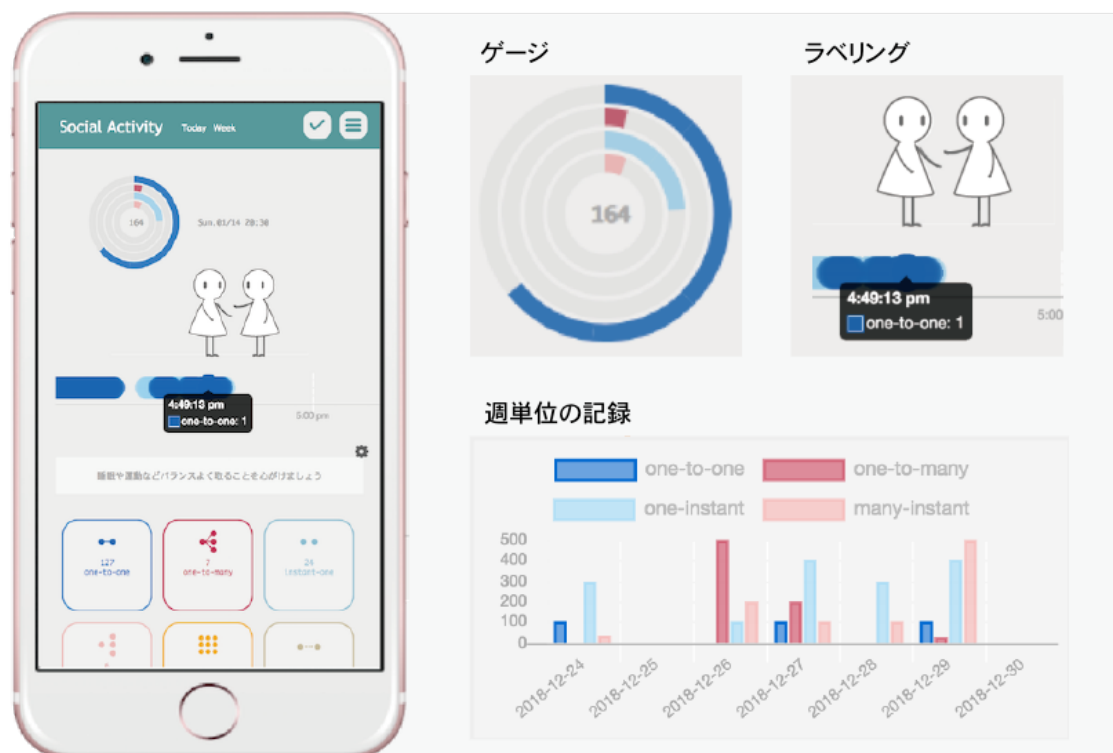 Social Activity Today Week
164
Sun.01/14 20:30
4:49:13 pm
one-to-one: 1
5:00 pm
睡眠や運動などバランスよく取ることを心がけましょう
127
one-to-one
7
one-to-many
24
instant-one
ゲージ
164
ラベリング
4:49:13 pm
one-to-one: 1
5:00
週単位の記録
one-to-one
one-to-many
one-instant
many-instant
500
400
300
200
100
0
2018-12-24
2018-12-25
2018-12-26
2018-12-27
2018-12-28
2018-12-29
2018-12-30